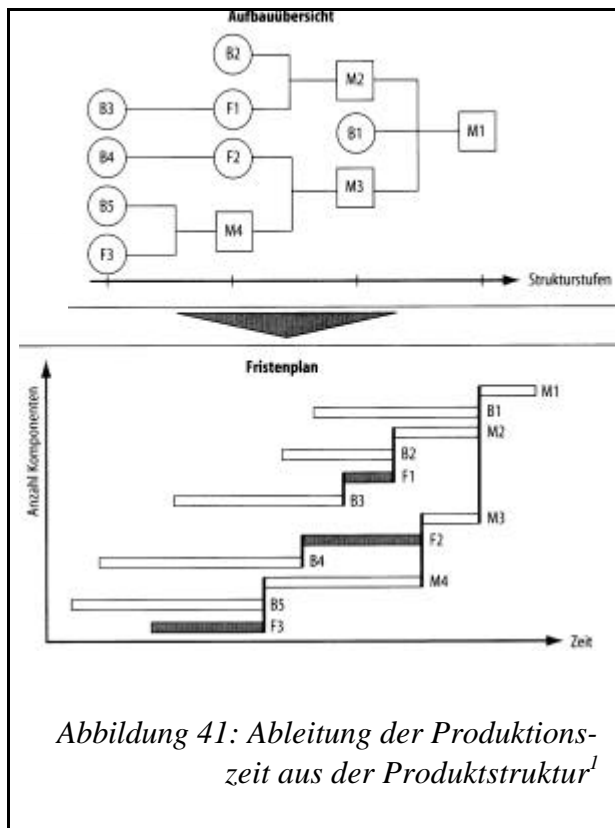 Aufbauübersicht
B2
M2
B3
F1
B1
M1
B4
F2
B5
M3
M4
F3
Strukturstufen
Fristenplan
Anzahl Komponenten
M1
B1
M2
B2
F1
B3
M3
F2
B4
M4
B5
F3
Zeit
Abbildung 41: Ableitung der Produktions-
zeit aus der Produktstruktur1